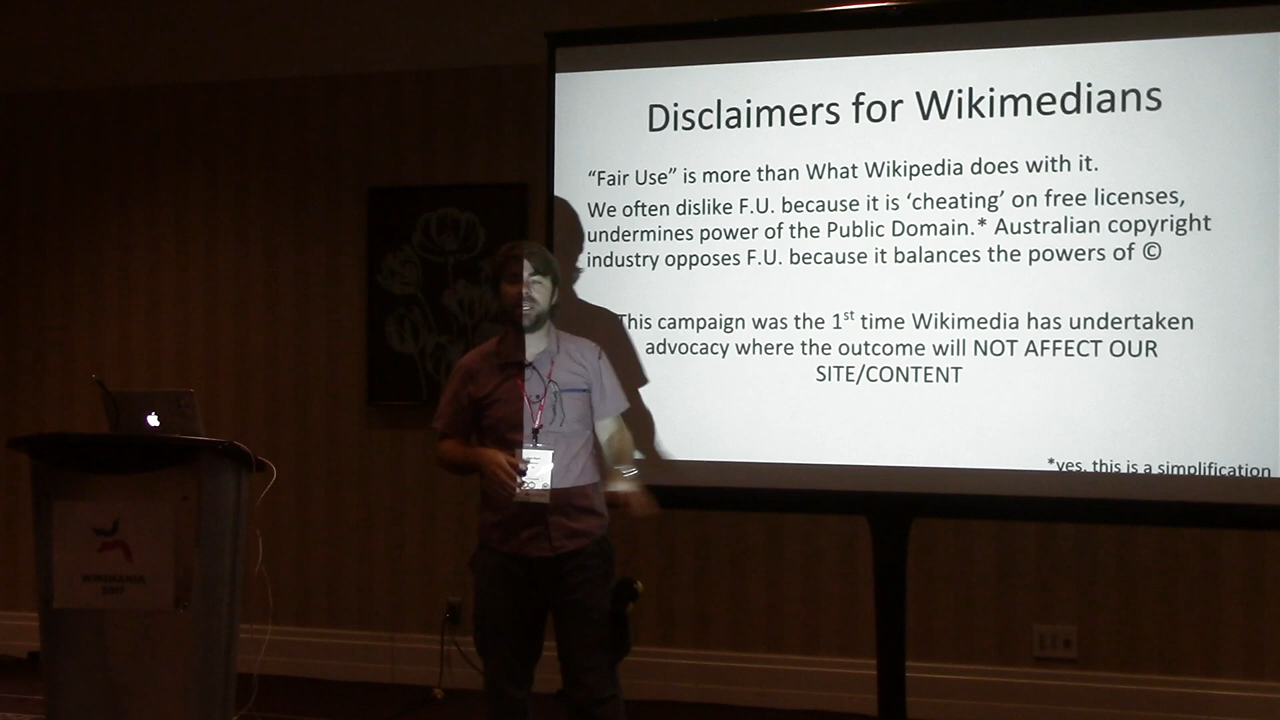 Disclaimers for Wikimedians
“Fair Use” is more than What Wikipedia does with it.
We often dislike F.U. because it is ‘cheating’ on free licenses,
undermines power of the Public Domain.* Australian copyright
industry opposes F.U. because it balances the powers of ©
This campaign was the 1st time Wikimedia has undertaken
advocacy where the outcome will NOT AFFECT OUR
SITE/CONTENT
*yes, this is a simplification
WIKIMANIA
2017